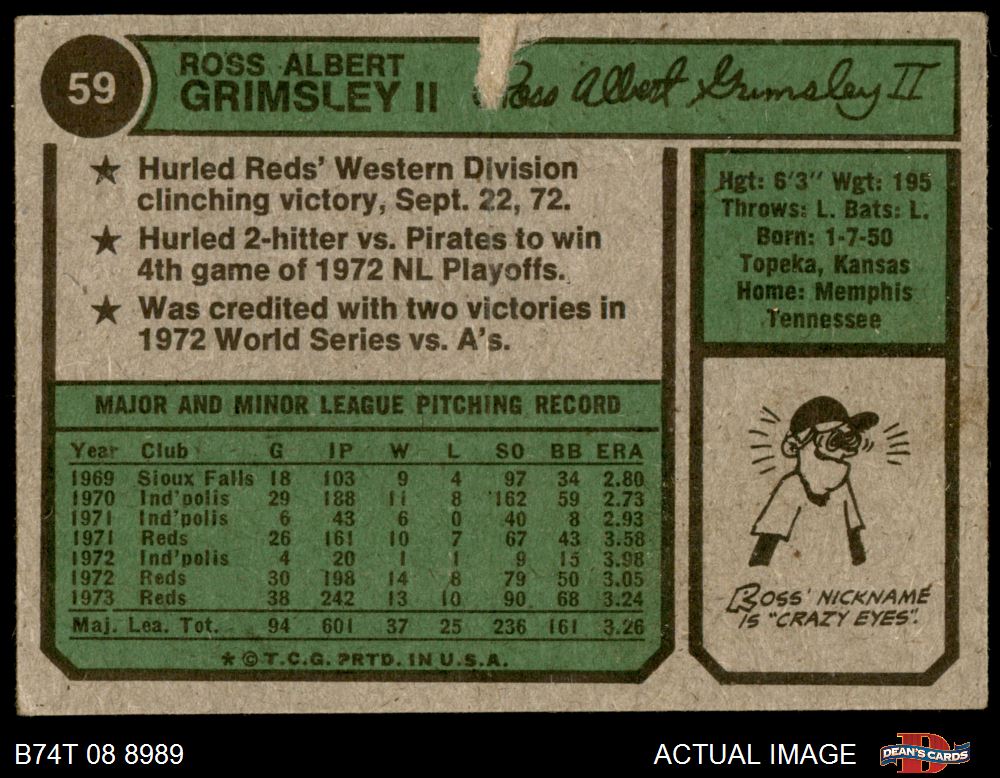 59
ROSS ALBERT
GRIMSLEY II
Ross Albert Grimsley II
★ Hurled Reds' Western Division
clinching victory, Sept. 22, 72.
★ Hurled 2-hitter vs. Pirates to win
4th game of 1972 NL Playoffs.
★ Was credited with two victories in
1972 World Series vs. A's.
Hgt: 6'3" Wgt: 195
Throws: L. Bats: L.
Born: 1-7-50
Topeka, Kansas
Home: Memphis
Tennessee
MAJOR AND MINOR LEAGUE PITCHING RECORD
Year Club G IP W L SO BB ERA
1969 Sioux Falls 18 103 9 4 97 34 2.80
1970 Ind'polis 29 188 11 8 162 59 2.73
1971 Ind'polis 6 43 6 0 40 8 2.93
1971 Reds 26 161 10 7 67 43 3.58
1972 Ind'polis 4 20 1 1 9 15 3.98
1972 Reds 30 198 14 8 79 50 3.05
1973 Reds 38 242 13 10 90 68 3.24
Maj. Lea. Tot. 94 601 37 25 236 161 3.26
★ © T.C.G. PRTD. IN U.S.A.
ROSS' NICKNAME
IS "CRAZY EYES".
B74T 08 8989
ACTUAL IMAGE
DEAN'S CARDS